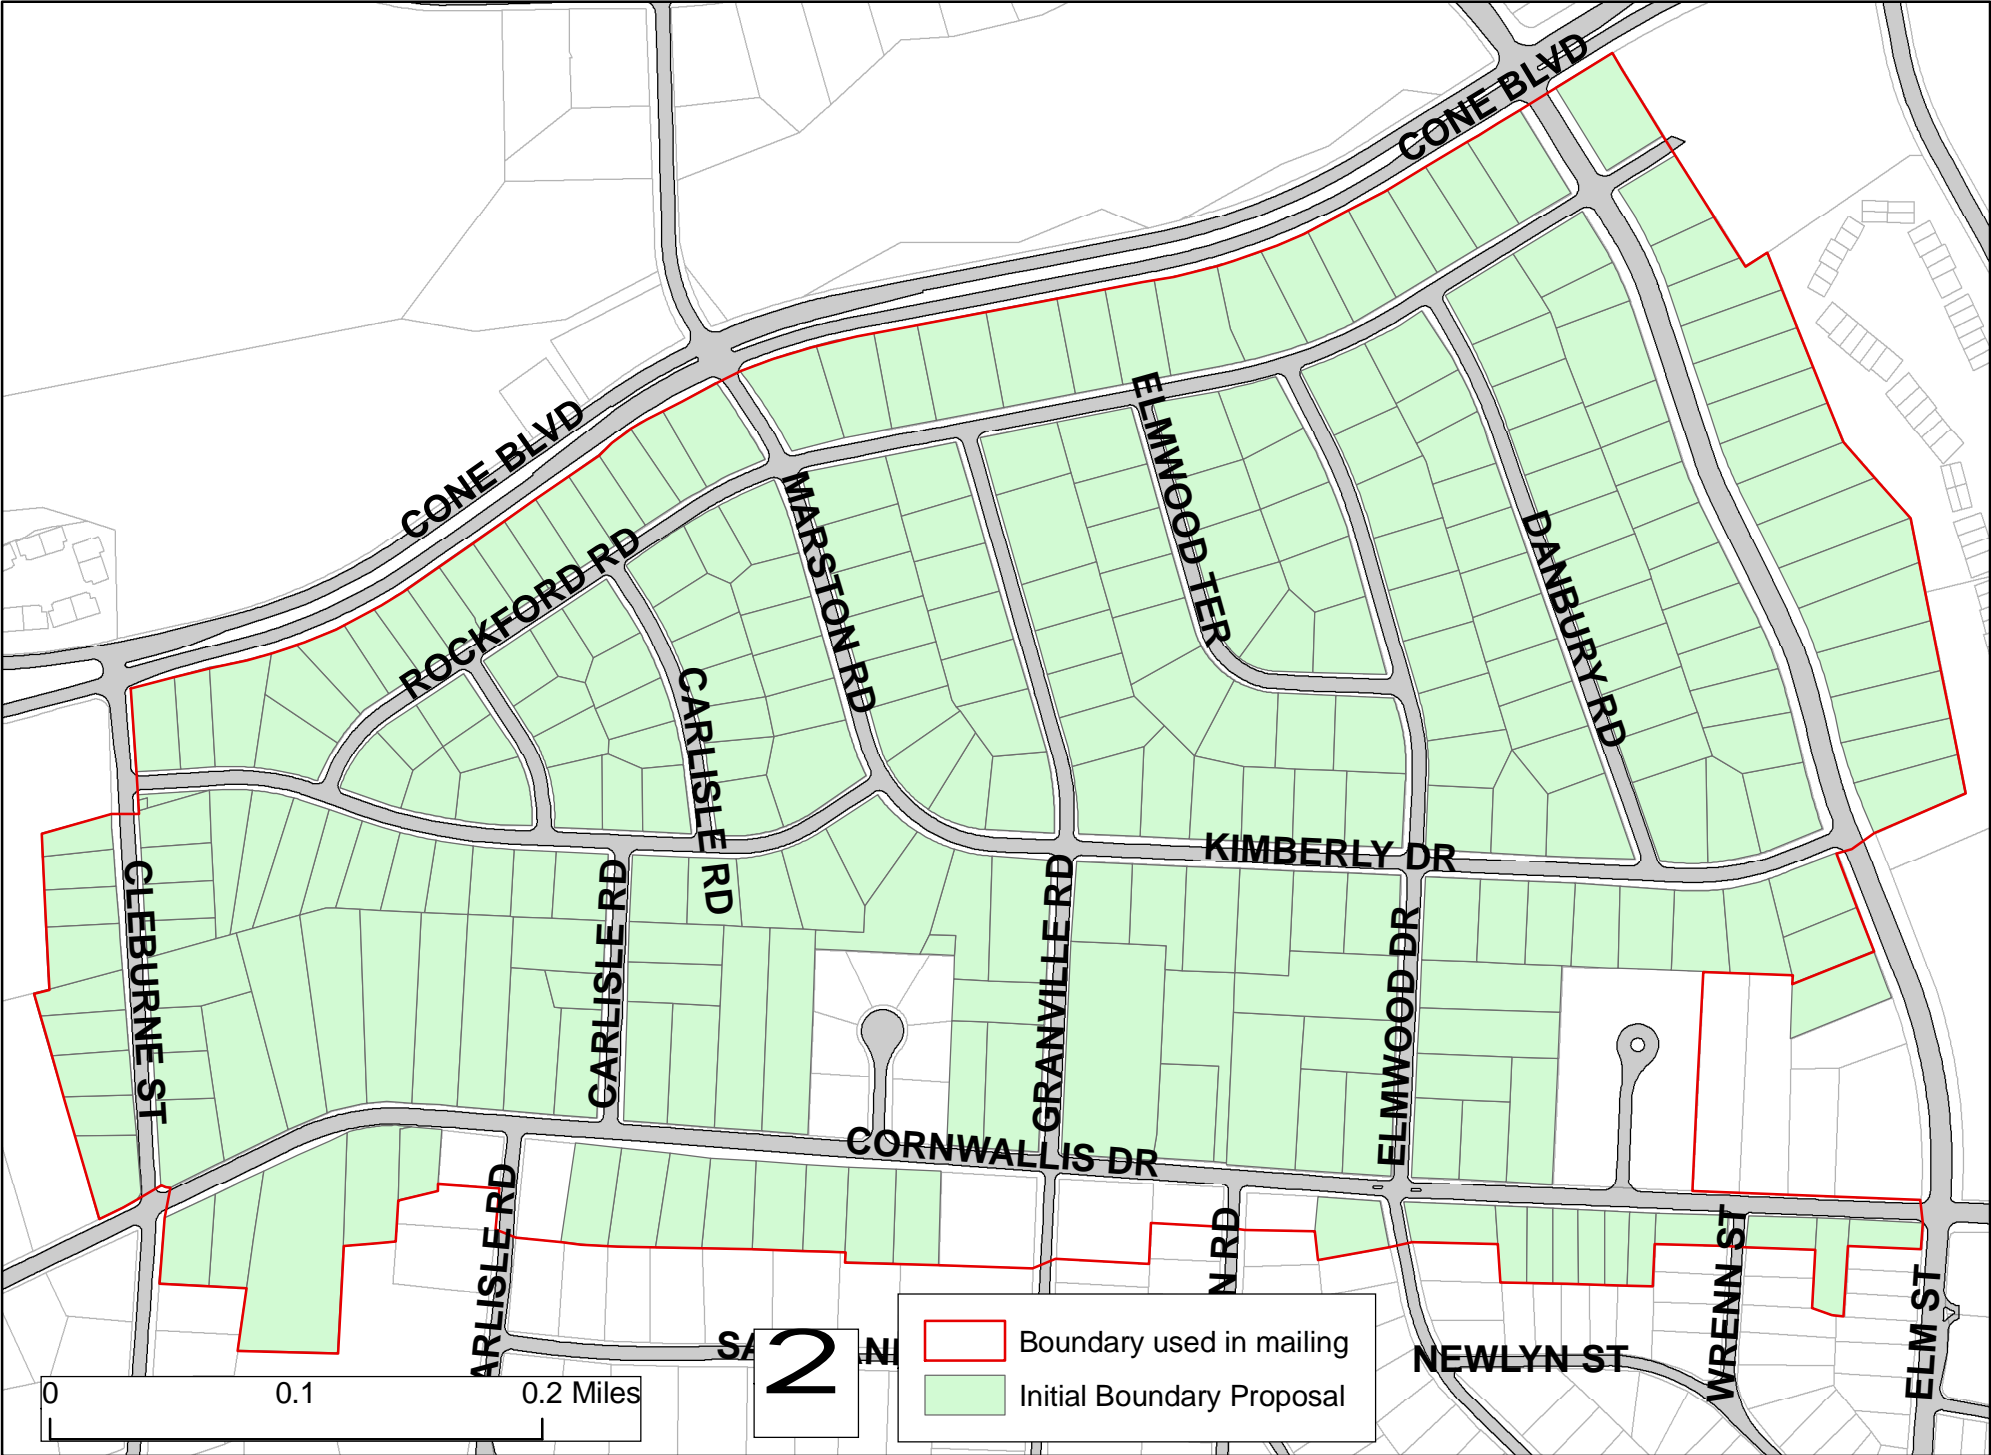 CONE BLVD
CONE BLVD
ELMWOOD TER
MARSTON RD
DANBURY RD
ROCKFORD RD
CARLISLE RD
KIMBERLY DR
CLEBURNE ST
CARLISLE RD
GRANVILLE RD
ELMWOOD DR
CORNWALLIS DR
ARLISLE RD
N RD
WRENN ST
ELM ST
NEWLYN ST
2
Boundary used in mailing
Initial Boundary Proposal
0 0.1 0.2 Miles